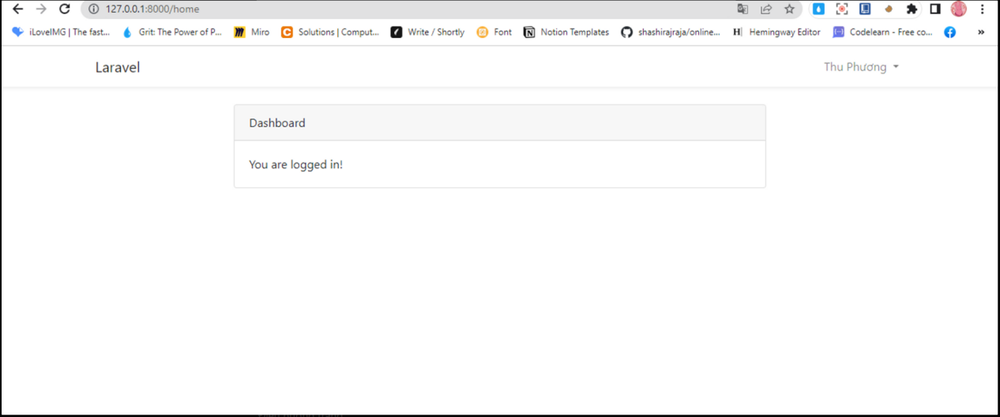 127.0.0.1:8000/home
iLoveIMG | The fast... Grit: The Power of P... Miro Solutions | Comput... Write / Shortly Font Notion Templates shashirajraja/online... Hemingway Editor Codelearn - Free co... »
Laravel Thu Phương
Dashboard
You are logged in!